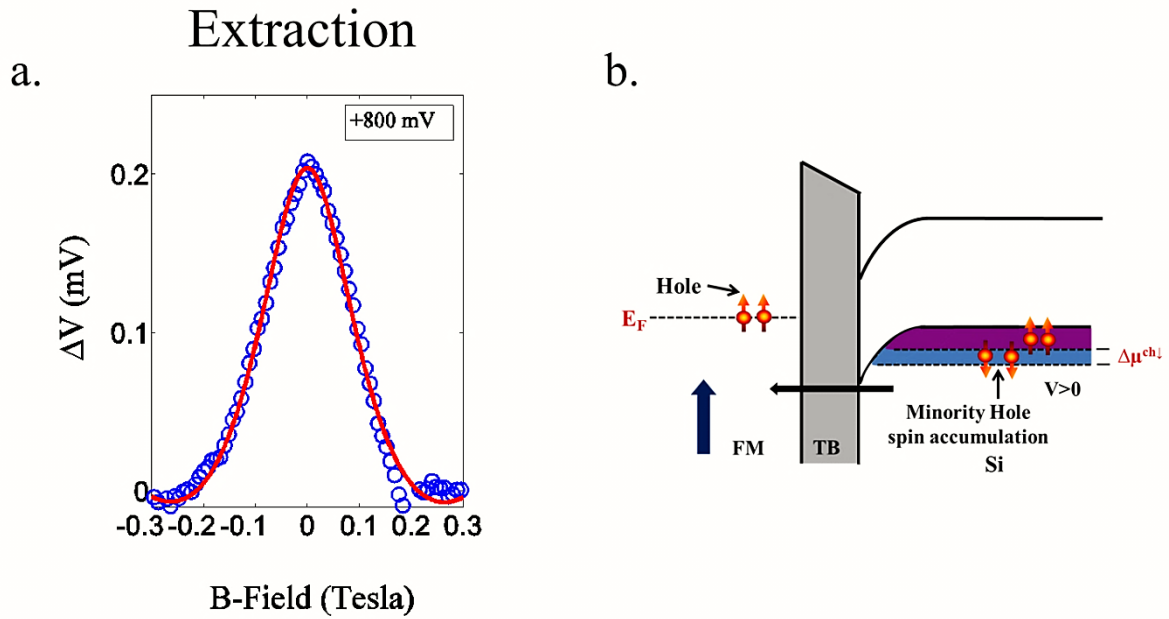 Extraction
a.
+800 mV
0.2
0.1
0
ΔV (mV)
-0.3 -0.2 -0.1 0 0.1 0.2 0.3
B-Field (Tesla)
b.
Hole
E_F
Δμ^ch↓
V>0
Minority Hole
spin accumulation
FM
TB
Si